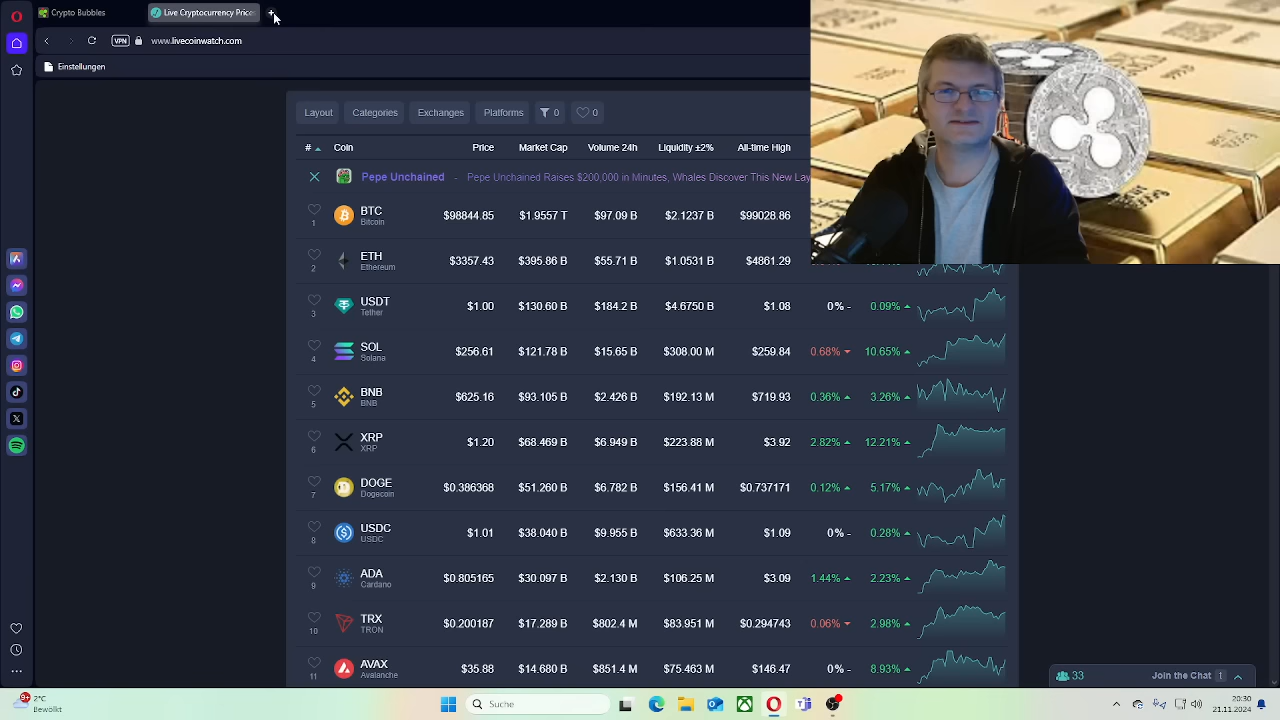 Crypto Bubbles
Live Cryptocurrency Price
VPN www.livecoinwatch.com
Einstellungen
Layout Categories Exchanges Platforms 0 0
# Coin Price Market Cap Volume 24h Liquidity ±2% All-time High
Pepe Unchained - Pepe Unchained Raises $200,000 in Minutes, Whales Discover This New Lay
1 BTC Bitcoin $98844.65 $1.9557 T $97.09 B $2.1237 B $99026.66
2 ETH Ethereum $3357.43 $395.86 B $55.71 B $1.0531 B $4861.29
3 USDT Tether $1.00 $130.60 B $184.2 B $4.6750 B $1.08 0% - 0.09%
4 SOL Solana $256.61 $121.78 B $15.65 B $308.00 M $259.84 0.68% 10.65%
5 BNB BNB $625.16 $93.105 B $2.426 B $192.13 M $718.85 0.36% 3.26%
6 XRP XRP $1.20 $68.469 B $6.949 B $223.88 M $3.92 2.82% 12.21%
7 DOGE Dogecoin $0.386368 $51.260 B $6.782 B $156.41 M $0.737171 0.12% 5.17%
8 USDC USDC $1.01 $38.040 B $9.955 B $633.36 M $1.09 0% - 0.28%
9 ADA Cardano $0.805165 $30.097 B $2.130 B $106.25 M $3.09 1.44% 2.23%
10 TRX TRON $0.200187 $17.289 B $802.4 M $83.951 M $0.294743 0.06% 2.98%
11 AVAX Avalanche $35.88 $14.680 B $851.4 M $75.463 M $146.47 0% - 8.93%
33 Join the Chat 1
2°C
Bewölkt
Suche
20:30
21.11.2024